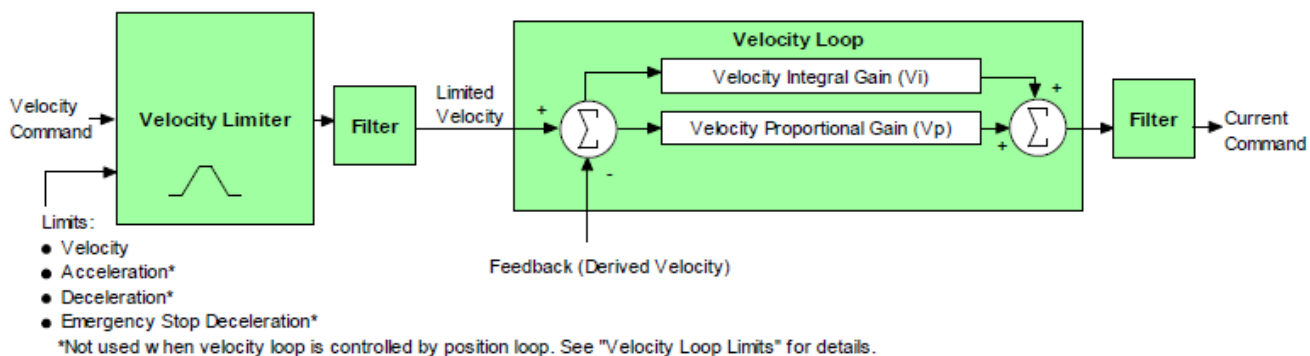 Velocity Loop
Velocity Integral Gain (Vi)
+
Velocity
Command
Velocity Limiter
Filter
Limited
Velocity
+
Σ
Velocity Proportional Gain (Vp)
+
Σ
Filter
Current
Command
-
Limits:
● Velocity
● Acceleration*
● Deceleration*
● Emergency Stop Deceleration*
Feedback (Derived Velocity)
*Not used when velocity loop is controlled by position loop. See "Velocity Loop Limits" for details.